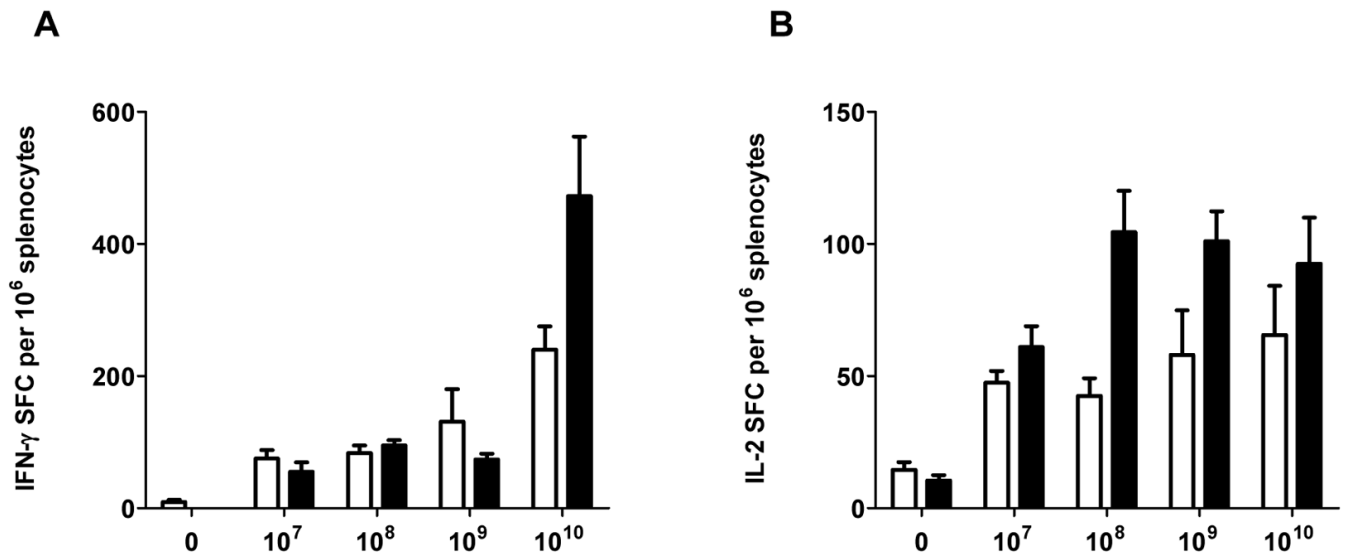 A
B
IFN-γ SFC per 10⁶ splenocytes
600
400
200
0
0 10⁷ 10⁸ 10⁹ 10¹⁰
IL-2 SFC per 10⁶ splenocytes
150
100
50
0
0 10⁷ 10⁸ 10⁹ 10¹⁰